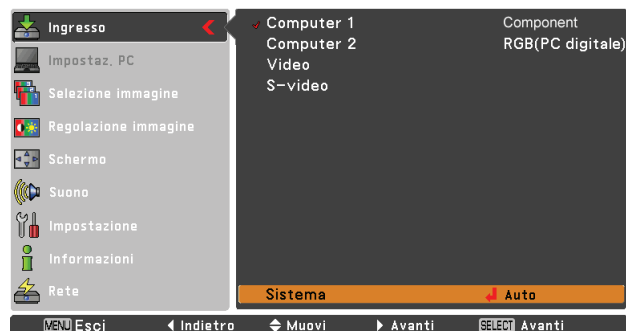 Ingresso
Impostaz. PC
Selezione immagine
Regolazione immagine
Schermo
Suono
Impostazione
Informazioni
Rete
Computer 1 Component
Computer 2 RGB(PC digitale)
Video
S-video
Sistema Auto
MENU Esci Indietro Muovi Avanti SELECT Avanti